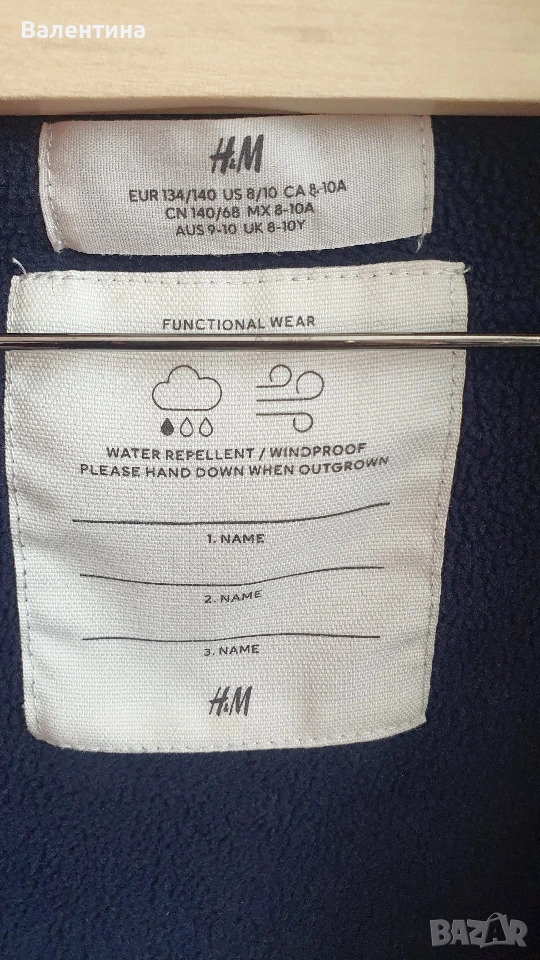 Валентина
H&M
EUR 134/140 US 8/10 CA 8-10A
CN 140/68 MX 8-10A
AUS 9-10 UK 8-10Y
FUNCTIONAL WEAR
WATER REPELLENT / WINDPROOF
PLEASE HAND DOWN WHEN OUTGROWN
1. NAME
2. NAME
3. NAME
H&M
BAZAR